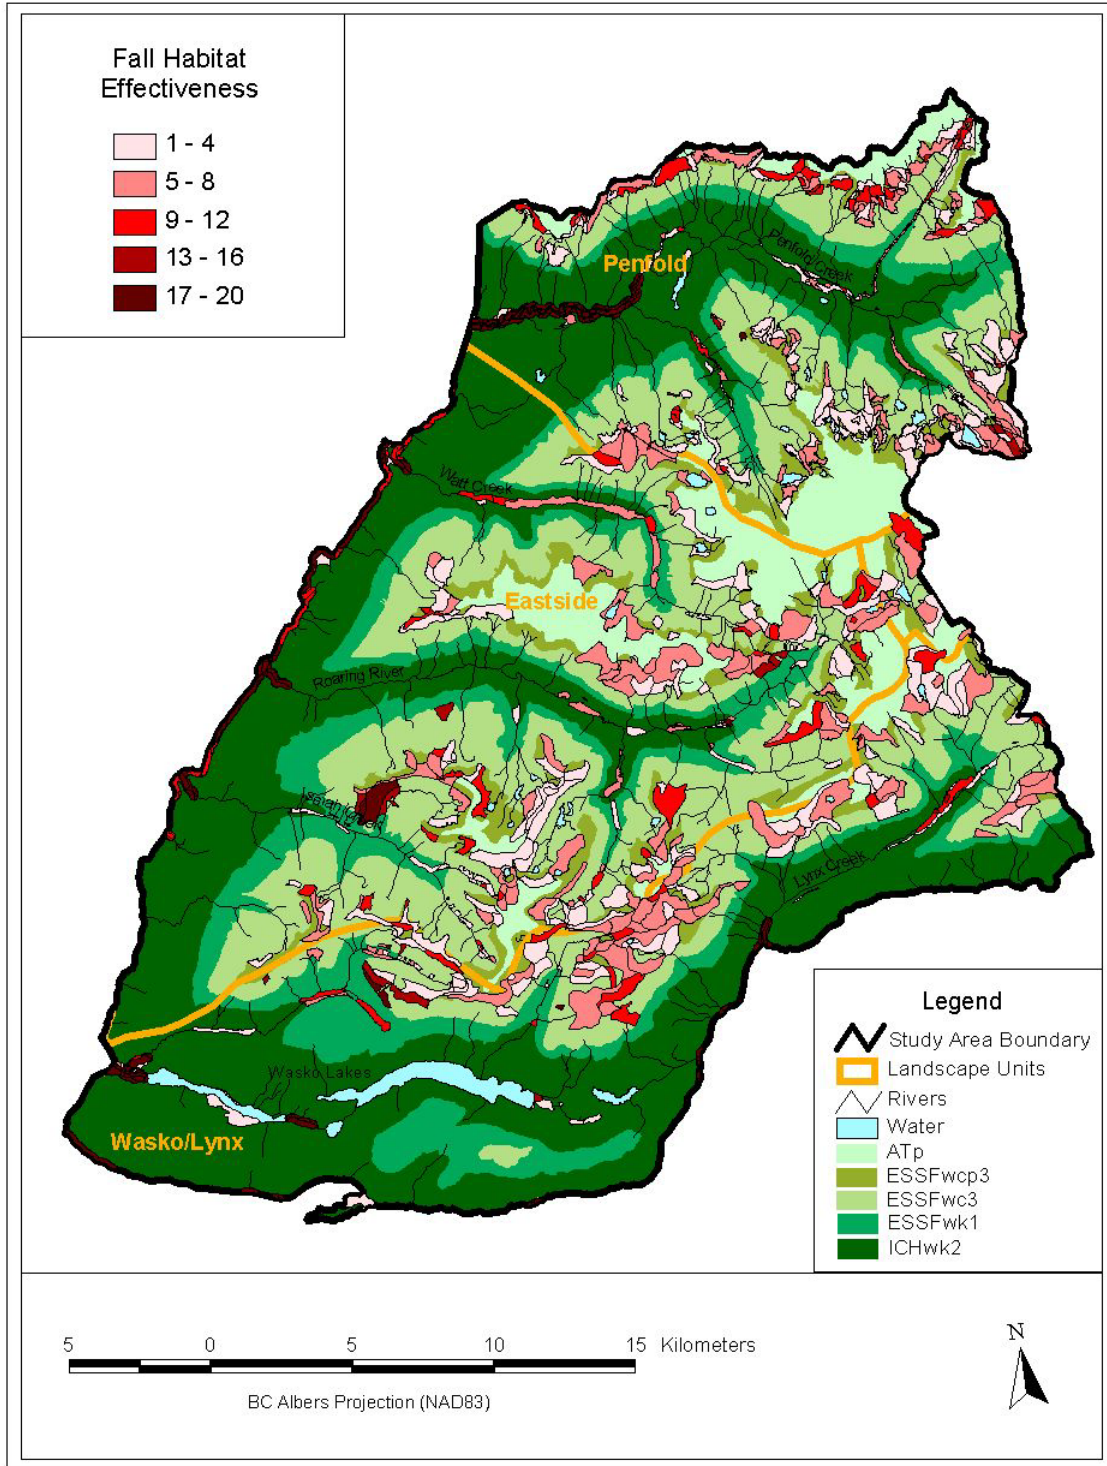 Fall Habitat
Effectiveness
1 - 4
5 - 8
9 - 12
13 - 16
17 - 20
Penfold
Penfold Creek
Watt Creek
Eastside
Roaring River
Lynx Creek
Wasko Lakes
Wasko/Lynx
Legend
Study Area Boundary
Landscape Units
Rivers
Water
ATp
ESSFwcp3
ESSFwc3
ESSFwk1
ICHwk2
5 0 5 10 15 Kilometers
BC Albers Projection (NAD83)
N